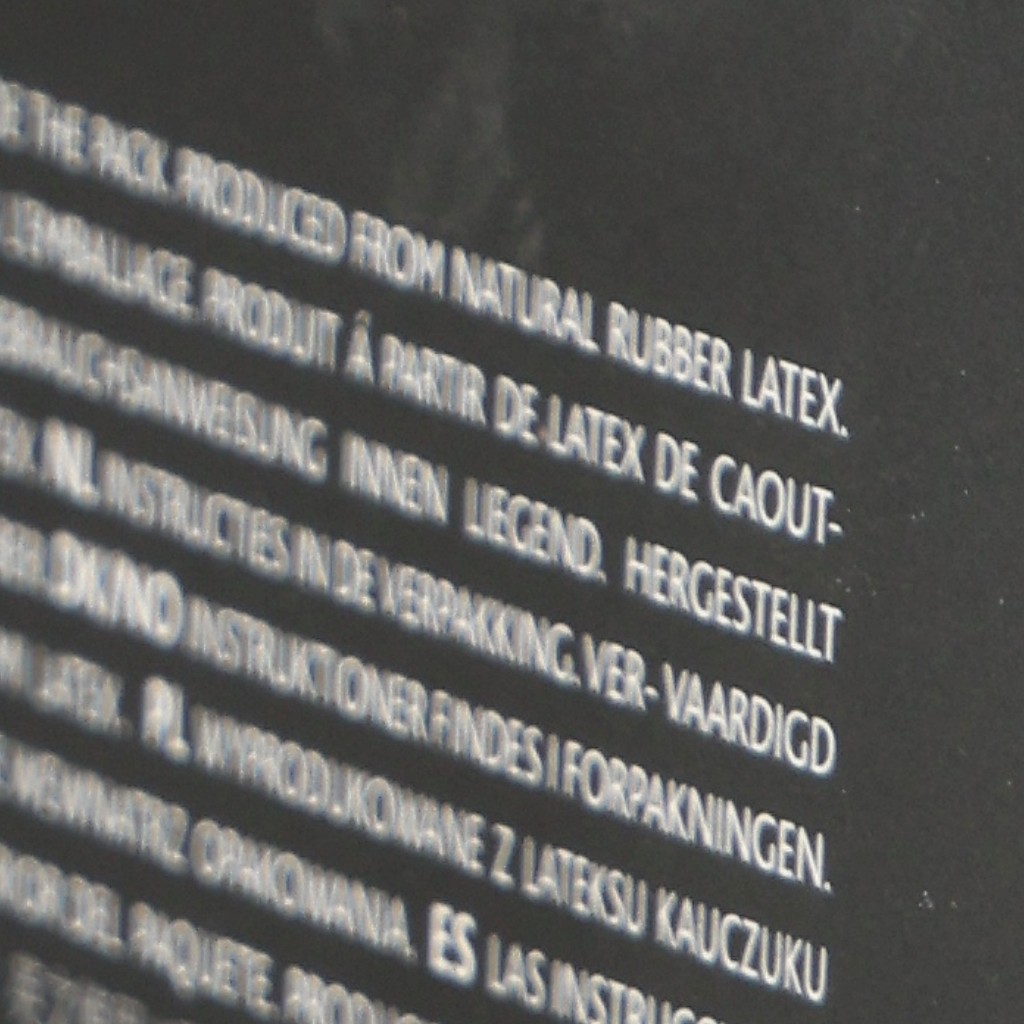 THE PACK. PRODUCED FROM NATURAL RUBBER LATEX.
L'EMBALLAGE PRODUIT Á PARTIR DE LATEX DE CAOUT-
INNEN LIEGEND. HERGESTELLT
NL INSTRUCTIES IN DE VERPAKKING. VER- VAARDIGD
DK/NO INSTRUKTIONER FINDES I FORPAKNINGEN.
LATEX. PL WYPRODUKOWANE Z LATEKSU KAUCZUKU
WEWNĄTRZ OPAKOWANIA. ES LAS
DEL PAQUETE.